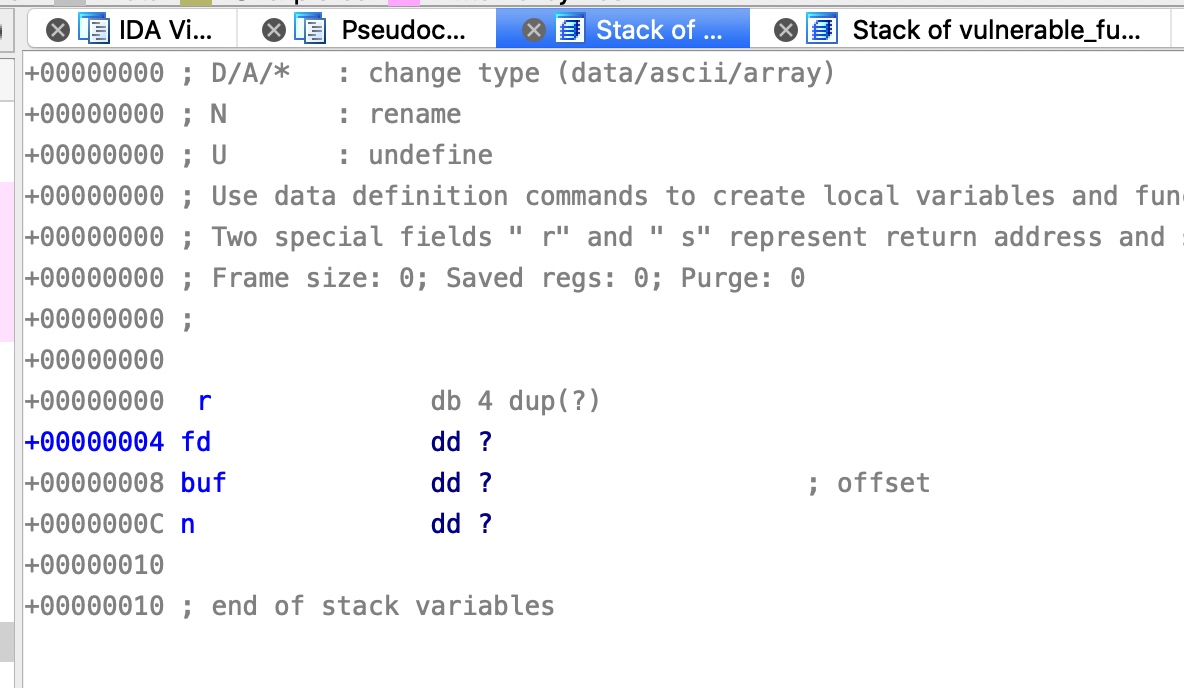 IDA Vi... Pseudoc... Stack of ... Stack of vulnerable_fu...
+00000000 ; D/A/* : change type (data/ascii/array)
+00000000 ; N : rename
+00000000 ; U : undefine
+00000000 ; Use data definition commands to create local variables and
+00000000 ; Two special fields " r" and " s" represent return address and
+00000000 ; Frame size: 0; Saved regs: 0; Purge: 0
+00000000 ;
+00000000
+00000000 r db 4 dup(?)
+00000004 fd dd ?
+00000008 buf dd ? ; offset
+0000000C n dd ?
+00000010
+00000010 ; end of stack variables